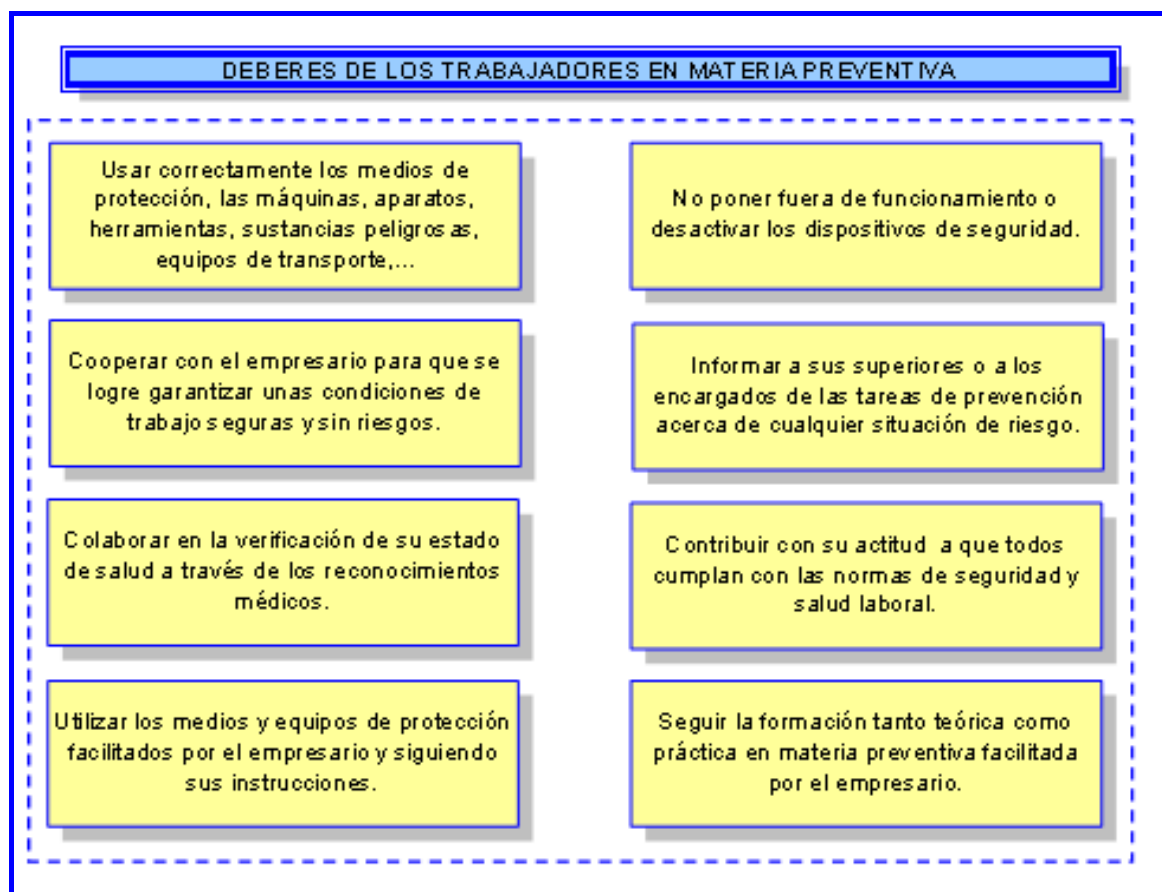 DEBERES DE LOS TRABAJADORES EN MATERIA PREVENTIVA
Usar correctamente los medios de
protección, las máquinas, aparatos,
herramientas, sustancias peligrosas,
equipos de transporte,...
No poner fuera de funcionamiento o
desactivar los dispositivos de seguridad.
Cooperar con el empresario para que se
logre garantizar unas condiciones de
trabajo seguras y sin riesgos.
Informar a sus superiores o a los
encargados de las tareas de prevención
acerca de cualquier situación de riesgo.
Colaborar en la verificación de su estado
de salud a través de los reconocimientos
médicos.
Contribuir con su actitud a que todos
cumplan con las normas de seguridad y
salud laboral.
Utilizar los medios y equipos de protección
facilitados por el empresario y siguiendo
sus instrucciones.
Seguir la formación tanto teórica como
práctica en materia preventiva facilitada
por el empresario.